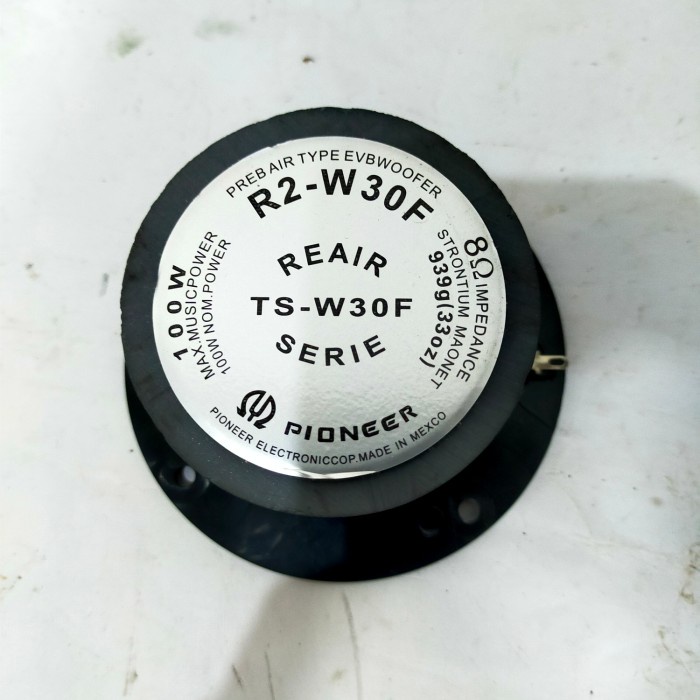 PREB AIR TYPE EVBWOOFER
R2-W30F
REAIR
TS-W30F
SERIE
100W
MAX.MUSICPOWER
100W NOM.POWER
8Ω IMPEDANCE
STRONTIUM MAONET
939g(33oz)
PIONEER
PIONEER ELECTRONICCOP.MADE IN MEXCO